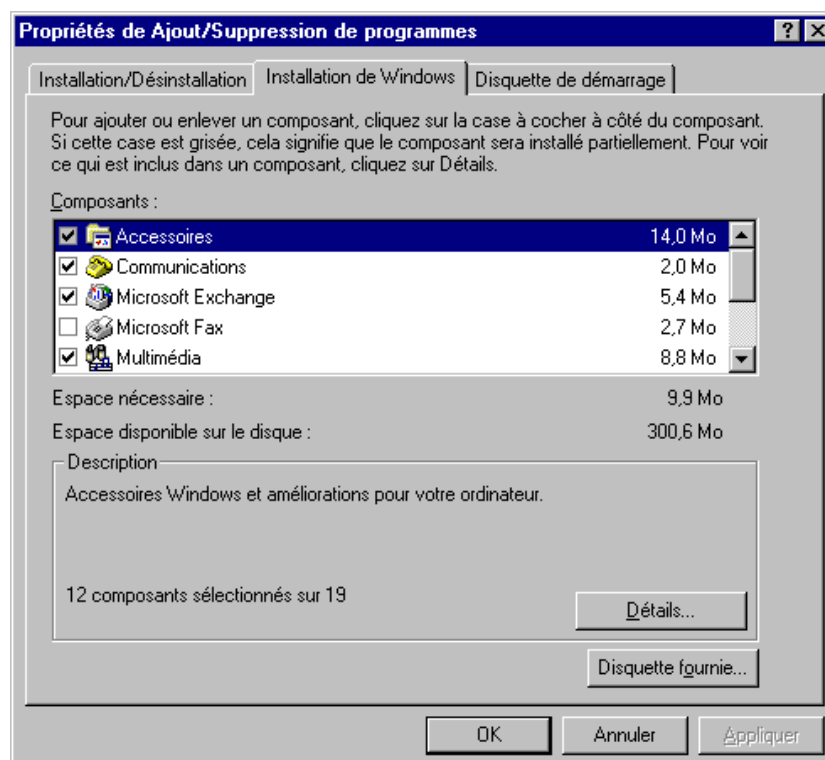 Propriétés de Ajout/Suppression de programmes
Installation/Désinstallation Installation de Windows Disquette de démarrage
Pour ajouter ou enlever un composant, cliquez sur la case à cocher à côté du composant.
Si cette case est grisée, cela signifie que le composant sera installé partiellement. Pour voir
ce qui est inclus dans un composant, cliquez sur Détails.
Composants :
Accessoires 14,0 Mo
Communications 2,0 Mo
Microsoft Exchange 5,4 Mo
Microsoft Fax 2,7 Mo
Multimédia 8,8 Mo
Espace nécessaire : 9,9 Mo
Espace disponible sur le disque : 300,6 Mo
Description
Accessoires Windows et améliorations pour votre ordinateur.
12 composants sélectionnés sur 19
Détails...
Disquette fournie...
OK Annuler Appliquer